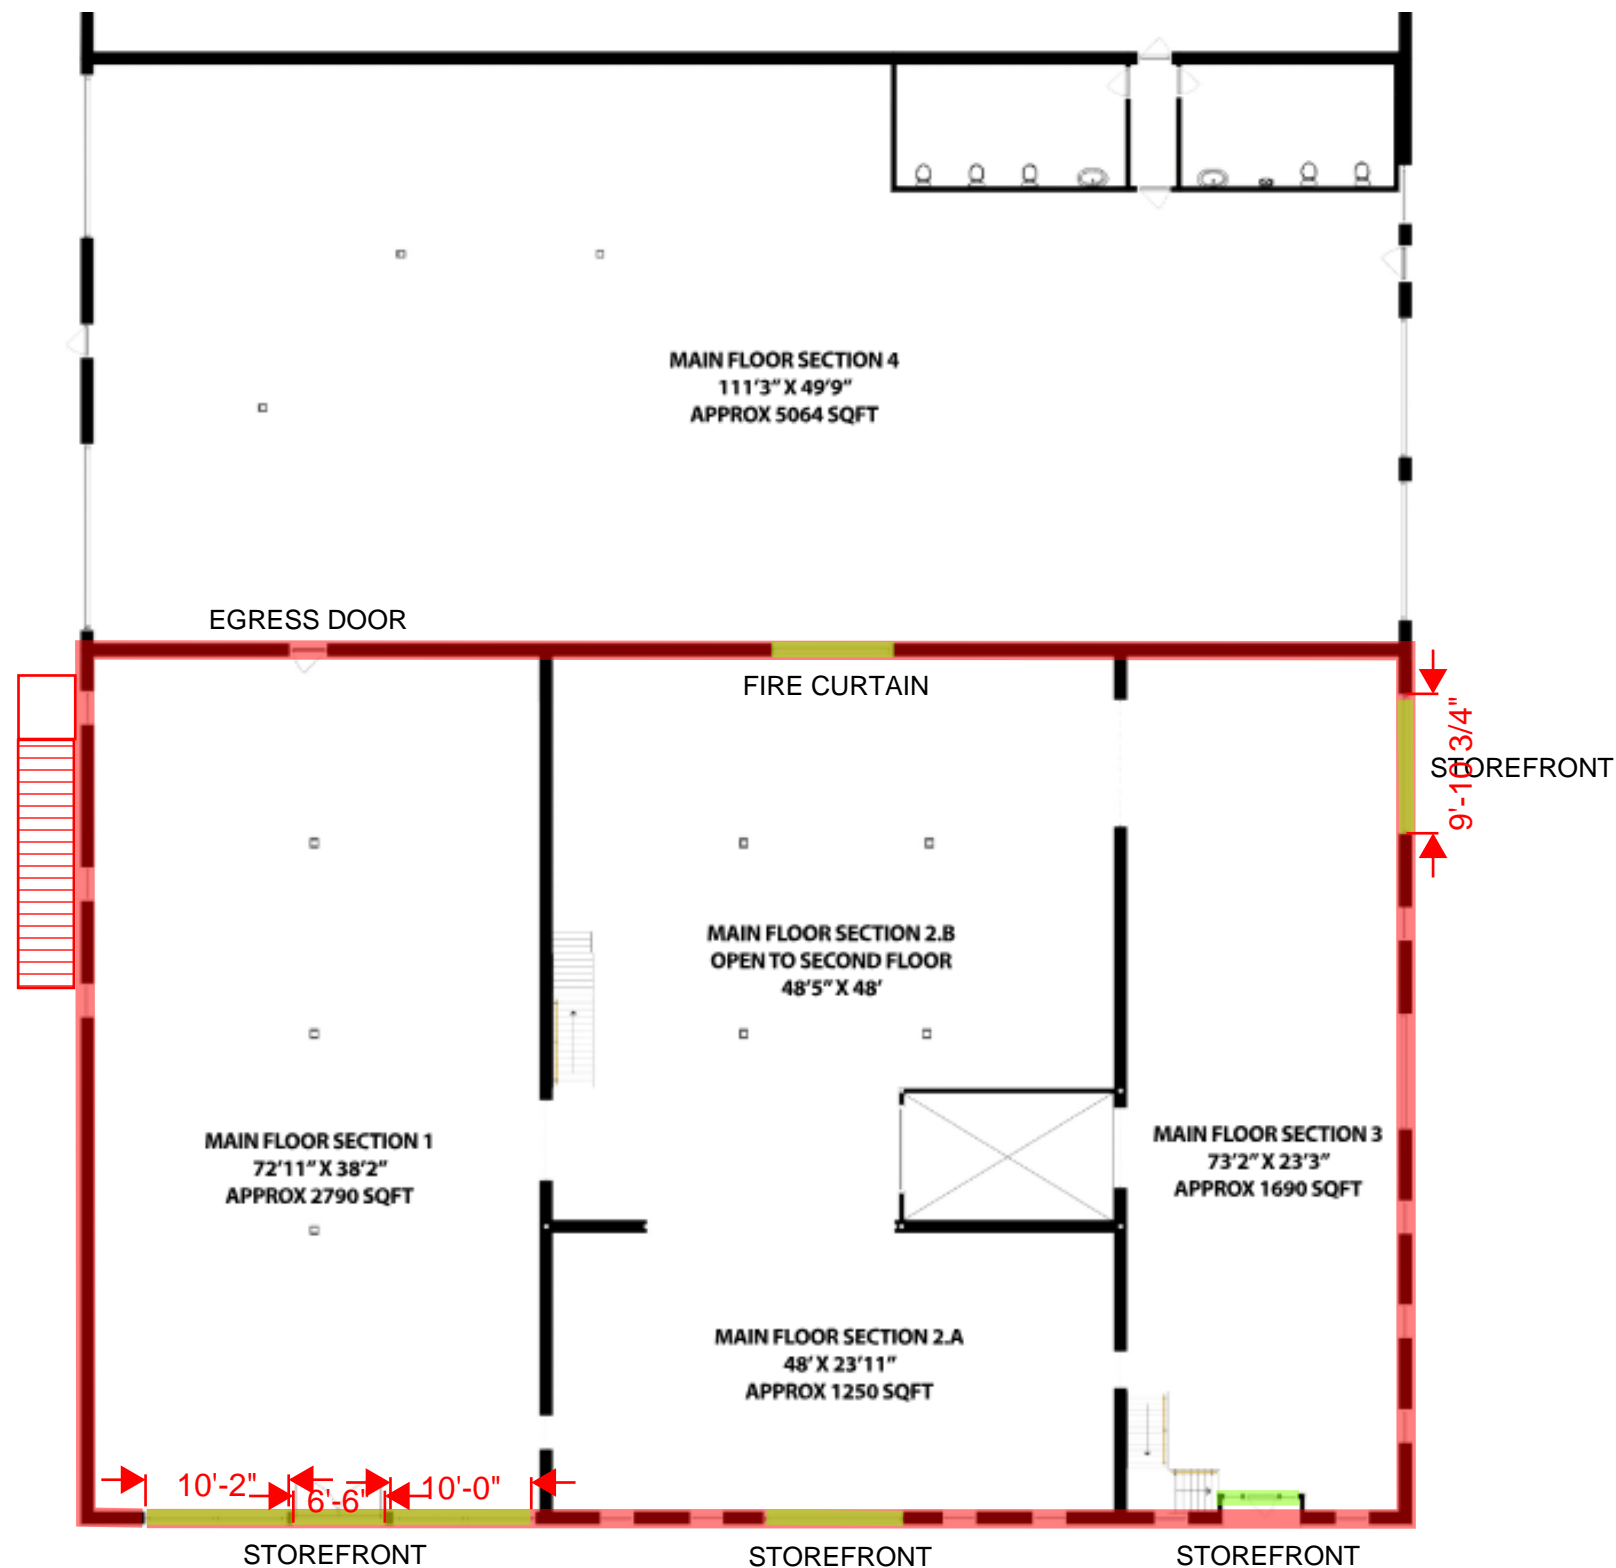 MAIN FLOOR SECTION 4
111'3" X 49'9"
APPROX 5064 SQFT
EGRESS DOOR
FIRE CURTAIN
9'-10 3/4"
STOREFRONT
MAIN FLOOR SECTION 2.B
OPEN TO SECOND FLOOR
48'5" X 48'
MAIN FLOOR SECTION 1
72'11" X 38'2"
APPROX 2790 SQFT
MAIN FLOOR SECTION 3
73'2" X 23'3"
APPROX 1690 SQFT
MAIN FLOOR SECTION 2.A
48' X 23'11"
APPROX 1250 SQFT
10'-2"
6'-6"
10'-0"
STOREFRONT
STOREFRONT
STOREFRONT